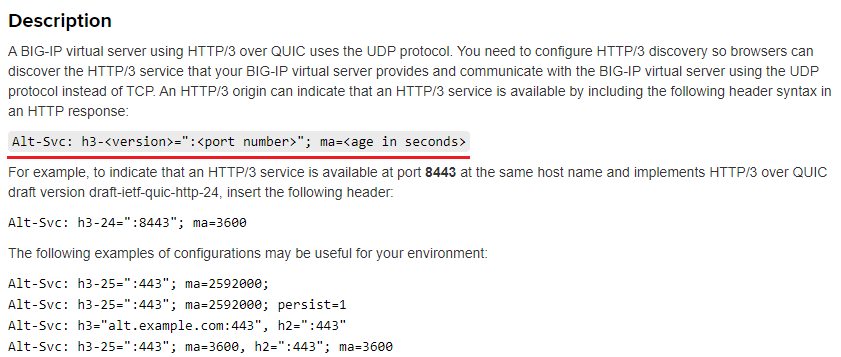 Description
A BIG-IP virtual server using HTTP/3 over QUIC uses the UDP protocol. You need to configure HTTP/3 discovery so browsers can
discover the HTTP/3 service that your BIG-IP virtual server provides and communicate with the BIG-IP virtual server using the UDP
protocol instead of TCP. An HTTP/3 origin can indicate that an HTTP/3 service is available by including the following header syntax in
an HTTP response:
Alt-Svc: h3-<version>=":<port number>"; ma=<age in seconds>
For example, to indicate that an HTTP/3 service is available at port 8443 at the same host name and implements HTTP/3 over QUIC
draft version draft-ietf-quic-http-24, insert the following header:
Alt-Svc: h3-24=":8443"; ma=3600
The following examples of configurations may be useful for your environment:
Alt-Svc: h3-25=":443"; ma=2592000;
Alt-Svc: h3-25=":443"; ma=2592000; persist=1
Alt-Svc: h3="alt.example.com:443", h2=":443"
Alt-Svc: h3-25=":443"; ma=3600, h2=":443"; ma=3600